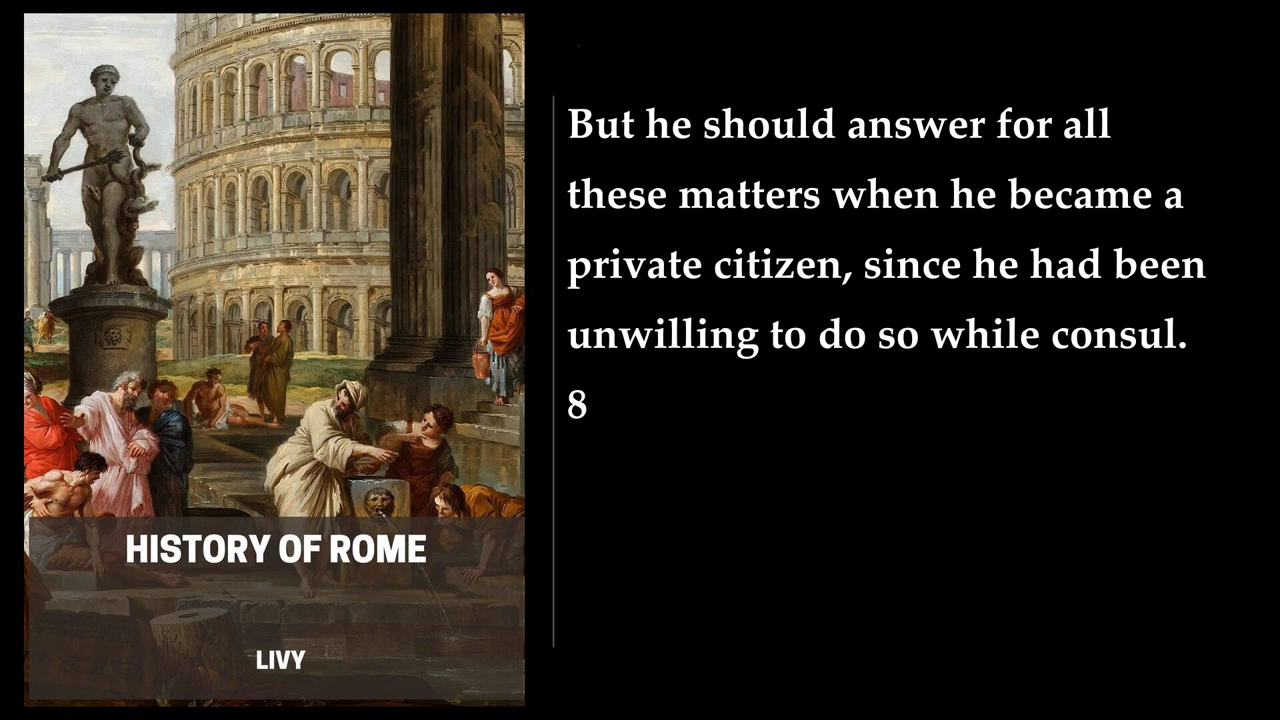 HISTORY OF ROME
LIVY
But he should answer for all
these matters when he became a
private citizen, since he had been
unwilling to do so while consul.
8